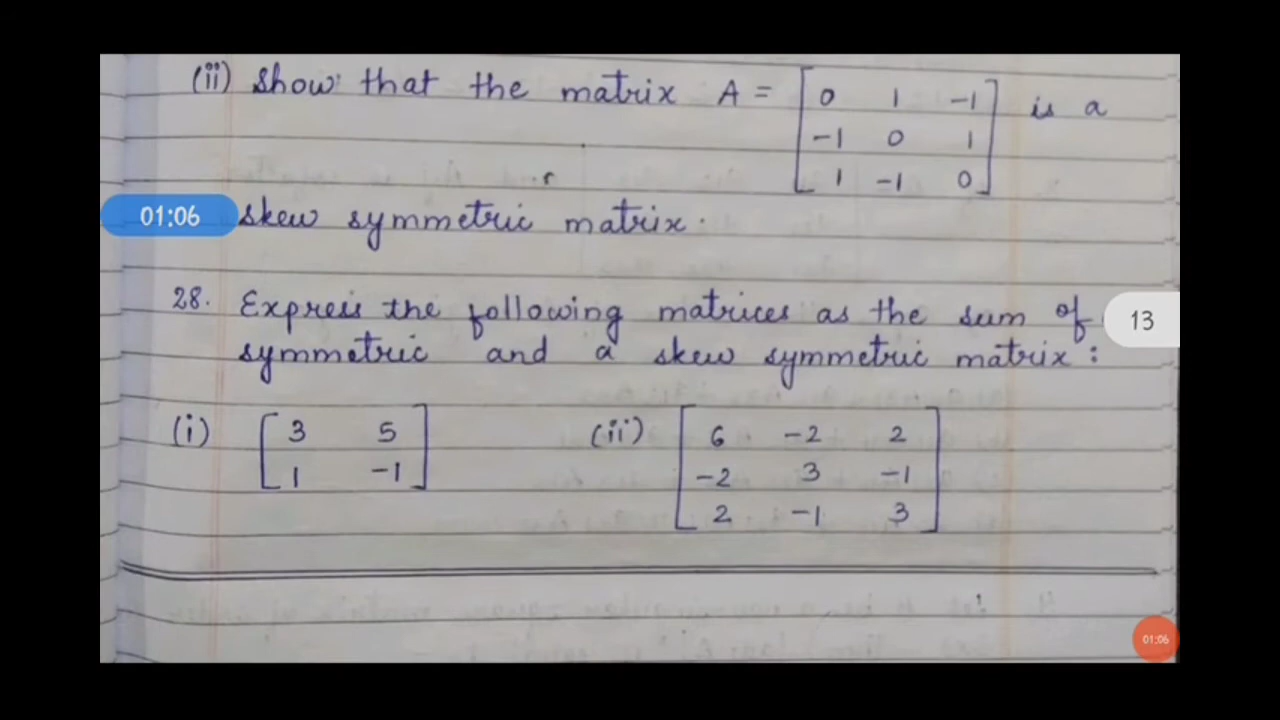 (ii) Show that the matrix A = [ 0 1 -1 ] is a
-1 0 1
1 -1 0
01:06
skew symmetric matrix.
28. Express the following matrices as the sum of
13
symmetric and a skew symmetric matrix :
(i) [ 3 5 ] (ii) [ 6 -2 2 ]
1 -1 -2 3 -1
2 -1 3
01:06